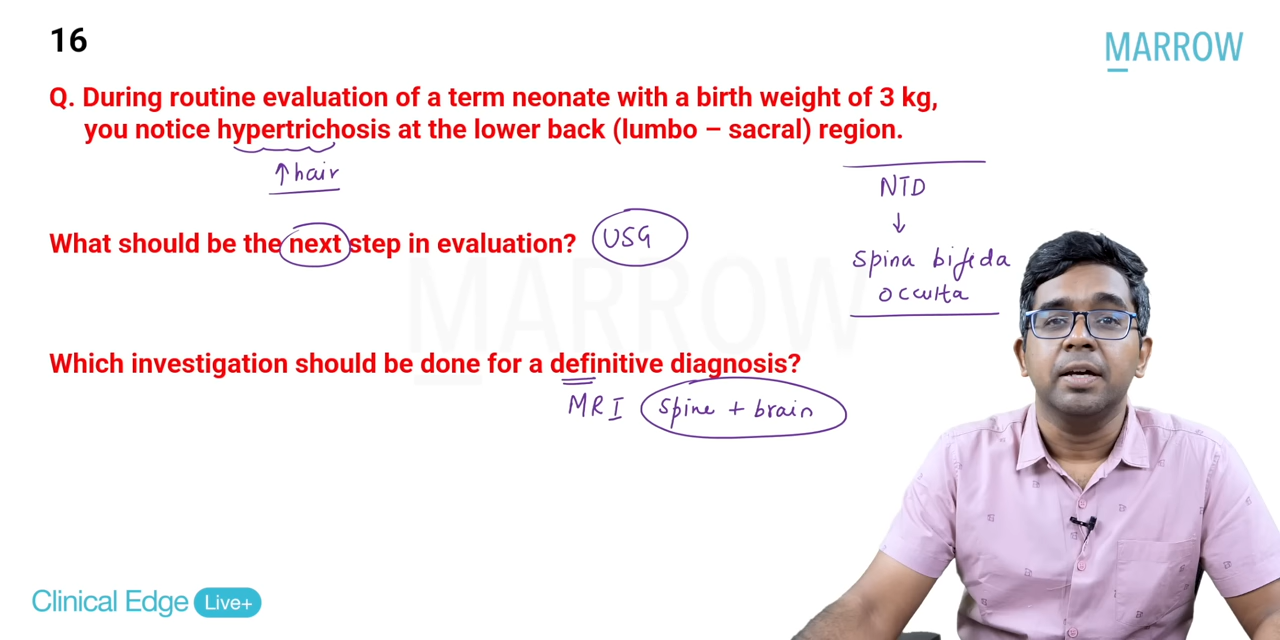 16
MARROW
Q. During routine evaluation of a term neonate with a birth weight of 3 kg,
you notice hypertrichosis at the lower back (lumbo – sacral) region.
↑ hair
NTD
↓
Spina bifida
occulta
What should be the next step in evaluation? USG
MARROW
Which investigation should be done for a definitive diagnosis?
MRI spine + brain
Clinical Edge Live+